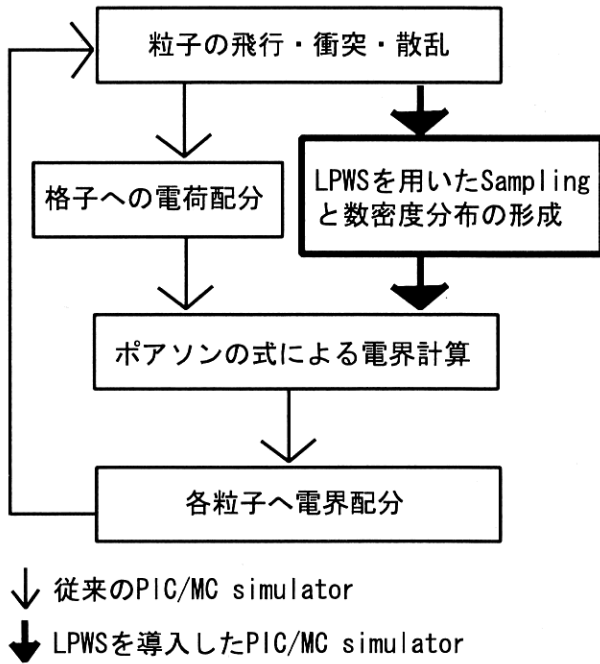 粒子の飛行・衝突・散乱
格子への電荷配分
LPWSを用いたSampling
と数密度分布の形成
ポアソンの式による電界計算
各粒子へ電界配分
従来のPIC/MC simulator
LPWSを導入したPIC/MC simulator